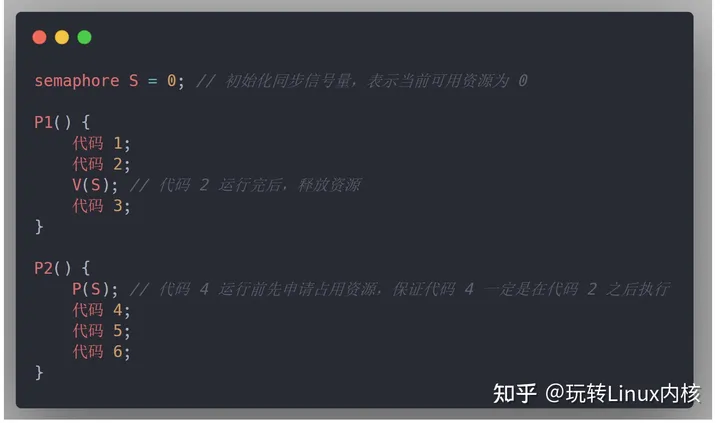 semaphore S = 0; // 初始化同步信号量，表示当前可用资源为 0
P1() {
代码 1;
代码 2;
V(S); // 代码 2 运行完后，释放资源
代码 3;
}
P2() {
P(S); // 代码 4 运行前先申请占用资源，保证代码 4 一定是在代码 2 之后执行
代码 4;
代码 5;
代码 6;
}
知乎 @玩转Linux内核